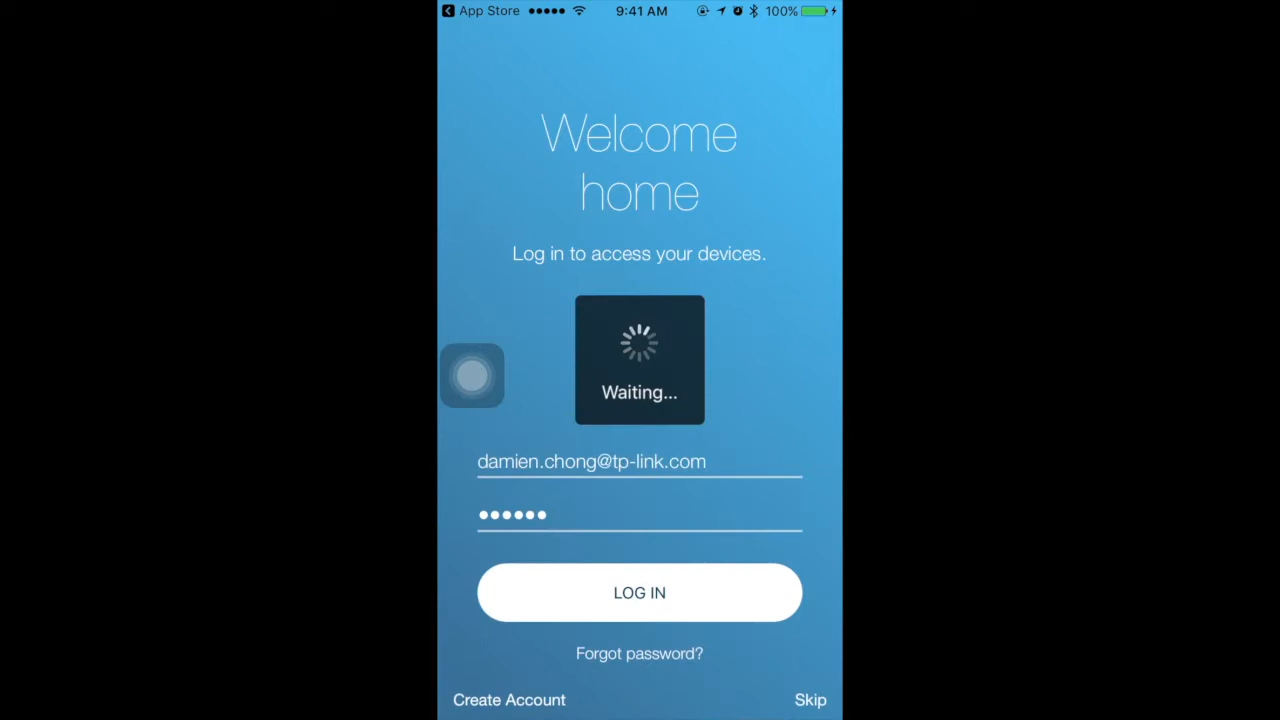 App Store 9:41 AM 100%
Welcome
home
Log in to access your devices.
Waiting...
damien.chong@tp-link.com
••••••
LOG IN
Forgot password?
Create Account Skip